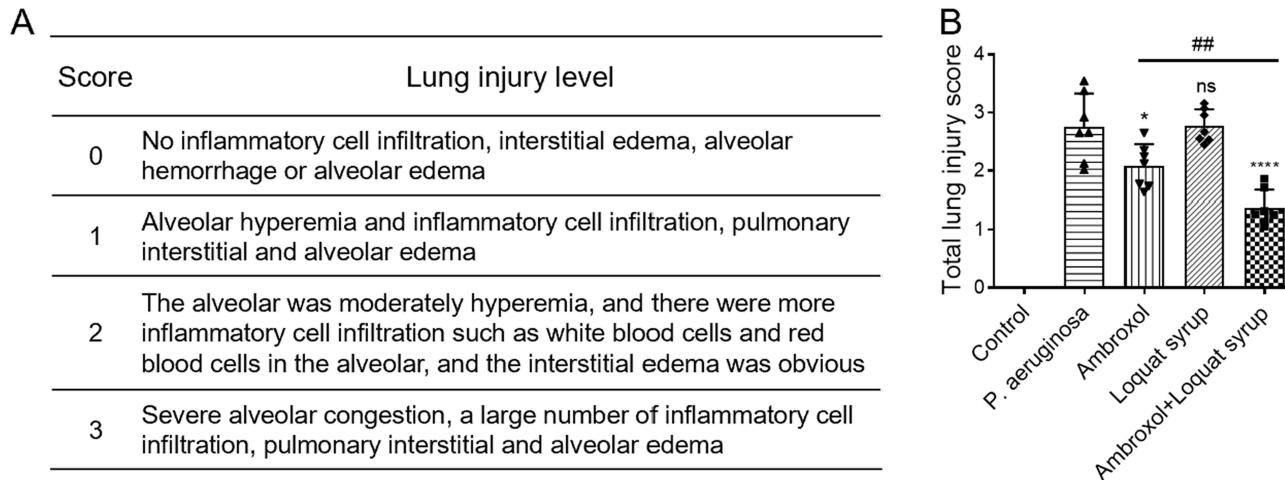 A
Score Lung injury level
0 No inflammatory cell infiltration, interstitial edema, alveolar
hemorrhage or alveolar edema
1 Alveolar hyperemia and inflammatory cell infiltration, pulmonary
interstitial and alveolar edema
2 The alveolar was moderately hyperemia, and there were more
inflammatory cell infiltration such as white blood cells and red
blood cells in the alveolar, and the interstitial edema was obvious
3 Severe alveolar congestion, a large number of inflammatory cell
infiltration, pulmonary interstitial and alveolar edema
B
Total lung injury score
4
3
2
1
0
##
*
ns
****
Control
P. aeruginosa
Ambroxol
Loquat syrup
Ambroxol+Loquat syrup